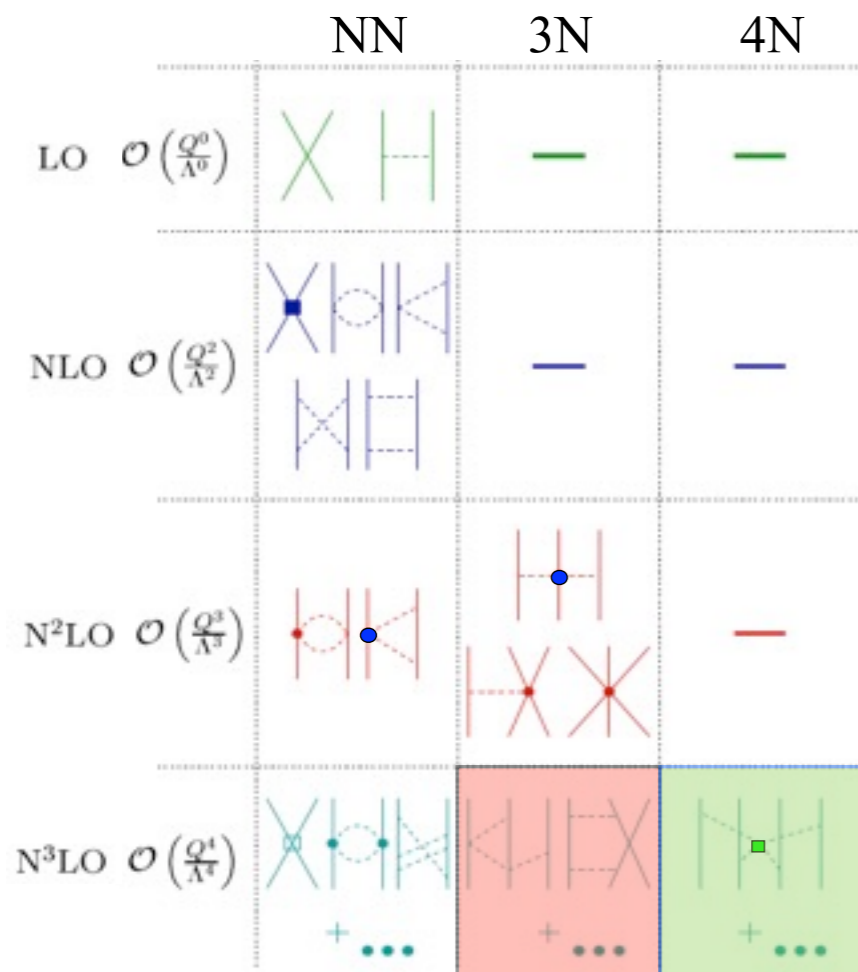 NN 3N 4N
LO 𝒪(Q⁰/Λ⁰)
NLO 𝒪(Q²/Λ²)
N²LO 𝒪(Q³/Λ³)
N³LO 𝒪(Q⁴/Λ⁴)
+ ... + ... + ...